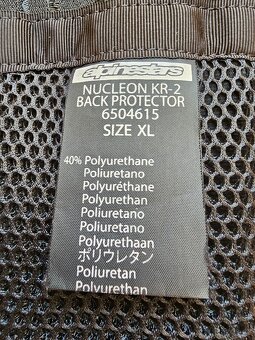 alpinestars
NUCLEON KR-2
BACK PROTECTOR
6504615
SIZE XL
40% Polyurethane
Poliuretano
Polyuréthane
Polyurethan
Poliuretano
Poliuretano
Polyurethaan
ポリウレタン
Poliuretan
Polyurethan